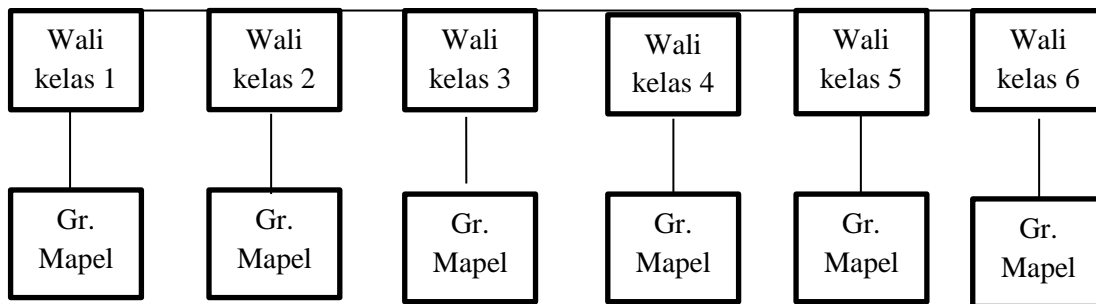 Wali
kelas 1
Wali
kelas 2
Wali
kelas 3
Wali
kelas 4
Wali
kelas 5
Wali
kelas 6
Gr.
Mapel
Gr.
Mapel
Gr.
Mapel
Gr.
Mapel
Gr.
Mapel
Gr.
Mapel